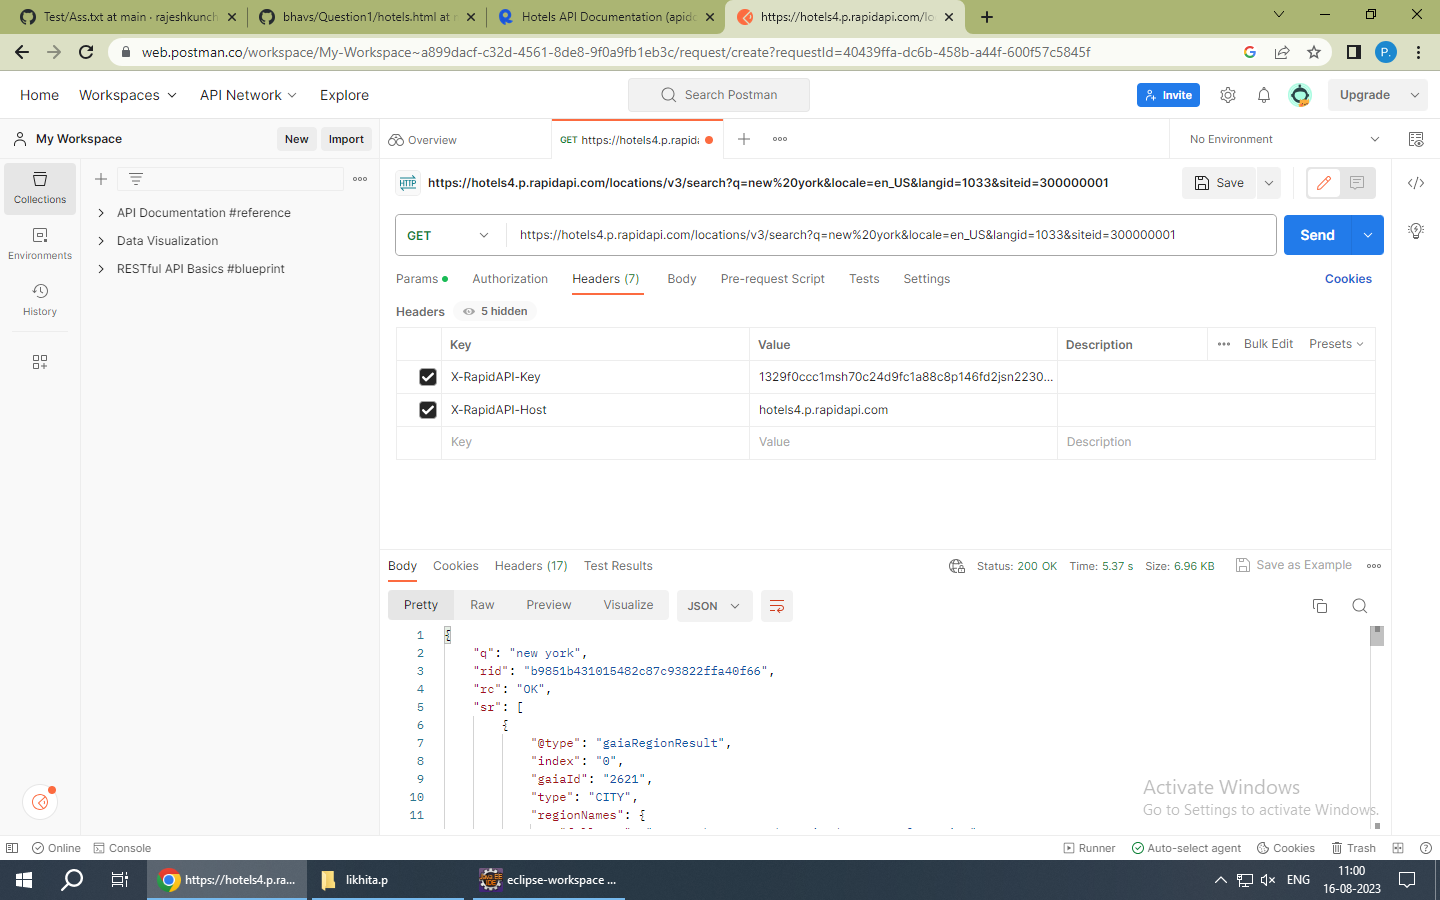 Test/Ass.txt at main · rajeshkunch
bhavs/Question1/hotels.html at
Hotels API Documentation (apido
https://hotels4.p.rapidapi.com/lo
web.postman.co/workspace/My-Workspace~a899dacf-c32d-4561-8de8-9f0a9fb1eb3c/request/create?requestId=40439ffa-dc6b-458b-a44f-600f57c5845f
P.
Home
Workspaces
API Network
Explore
Search Postman
Invite
Upgrade
My Workspace
New
Import
Overview
GET https://hotels4.p.rapid
No Environment
Collections
Environments
History
API Documentation #reference
Data Visualization
RESTful API Basics #blueprint
HTTP
https://hotels4.p.rapidapi.com/locations/v3/search?q=new%20york&locale=en_US&langid=1033&siteid=300000001
Save
GET
https://hotels4.p.rapidapi.com/locations/v3/search?q=new%20york&locale=en_US&langid=1033&siteid=300000001
Send
Params
Authorization
Headers (7)
Body
Pre-request Script
Tests
Settings
Cookies
Headers
5 hidden
Key
Value
Description
Bulk Edit
Presets
X-RapidAPI-Key
1329f0ccc1msh70c24d9fc1a88c8p146fd2jsn2230...
X-RapidAPI-Host
hotels4.p.rapidapi.com
Key
Value
Description
Body
Cookies
Headers (17)
Test Results
Status: 200 OK
Time: 5.37 s
Size: 6.96 KB
Save as Example
Pretty
Raw
Preview
Visualize
JSON
1 {
2 "q": "new york",
3 "rid": "b9851b431015482c87c93822ffa40f66",
4 "rc": "OK",
5 "sr": [
6 {
7 "@type": "gaiaRegionResult",
8 "index": "0",
9 "gaiaId": "2621",
10 "type": "CITY",
11 "regionNames": {
Activate Windows
Go to Settings to activate Windows.
Online
Console
Runner
Auto-select agent
Cookies
Trash
https://hotels4.p.ra...
likhita.p
eclipse-workspace ...
ENG
11:00
16-08-2023